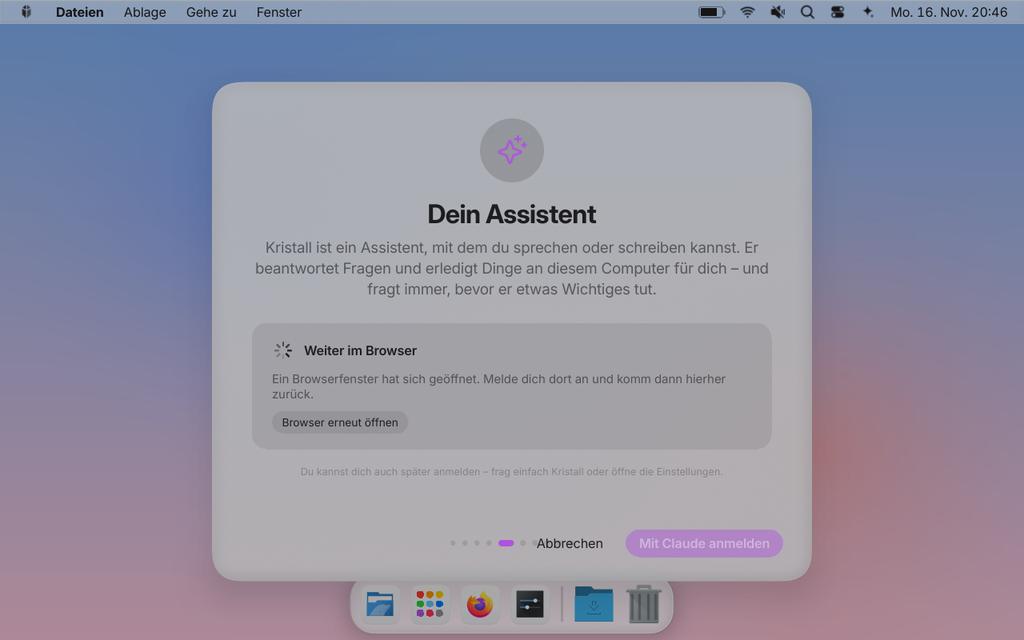 Dateien Ablage Gehe zu Fenster Mo. 16. Nov. 20:46
Dein Assistent
Kristall ist ein Assistent, mit dem du sprechen oder schreiben kannst. Er
beantwortet Fragen und erledigt Dinge an diesem Computer für dich – und
fragt immer, bevor er etwas Wichtiges tut.
Weiter im Browser
Ein Browserfenster hat sich geöffnet. Melde dich dort an und komm dann hierher
zurück.
Browser erneut öffnen
Du kannst dich auch später anmelden – frag einfach Kristall oder öffne die Einstellungen.
Abbrechen Mit Claude anmelden